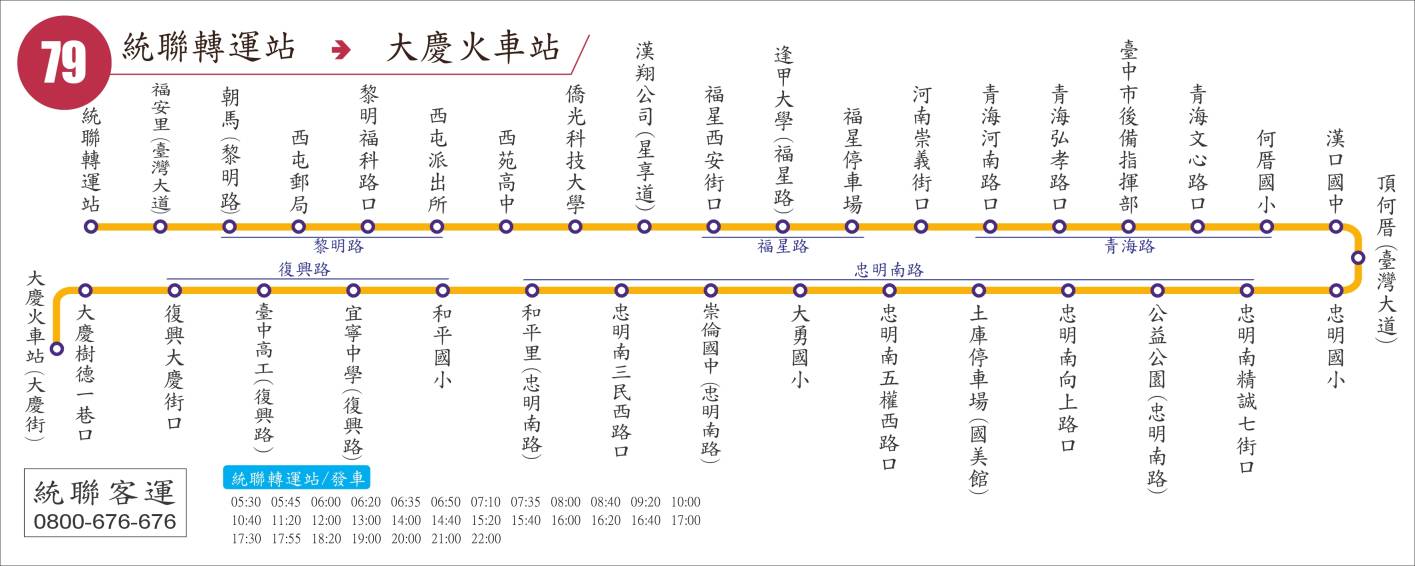 79
統聯轉運站 → 大慶火車站
統聯轉運站
福安里(臺灣大道)
朝馬(黎明路)
西屯郵局
黎明福科路口
西屯派出所
西苑高中
僑光科技大學
漢翔公司(星享道)
福星西安街口
逢甲大學(福星路)
福星停車場
河南崇義街口
青海河南路口
青海弘孝路口
臺中市後備指揮部
青海文心路口
何厝國小
漢口國中
頂何厝(臺灣大道)
黎明路
福星路
青海路
復興路
忠明南路
大慶火車站(大慶街)
大慶樹德一巷口
復興大慶街口
臺中高工(復興路)
宜寧中學(復興路)
和平國小
和平里(忠明南路)
忠明南三民西路口
崇倫國中(忠明南路)
大勇國小
忠明南五權西路口
土庫停車場(國美館)
忠明南向上路口
公益公園(忠明南路)
忠明南精誠七街口
忠明國小
統聯客運
0800-676-676
統聯轉運站/發車
05:30 05:45 06:00 06:20 06:35 06:50 07:10 07:35 08:00 08:40 09:20 10:00
10:40 11:20 12:00 13:00 14:00 14:40 15:20 15:40 16:00 16:20 16:40 17:00
17:30 17:55 18:20 19:00 20:00 21:00 22:00